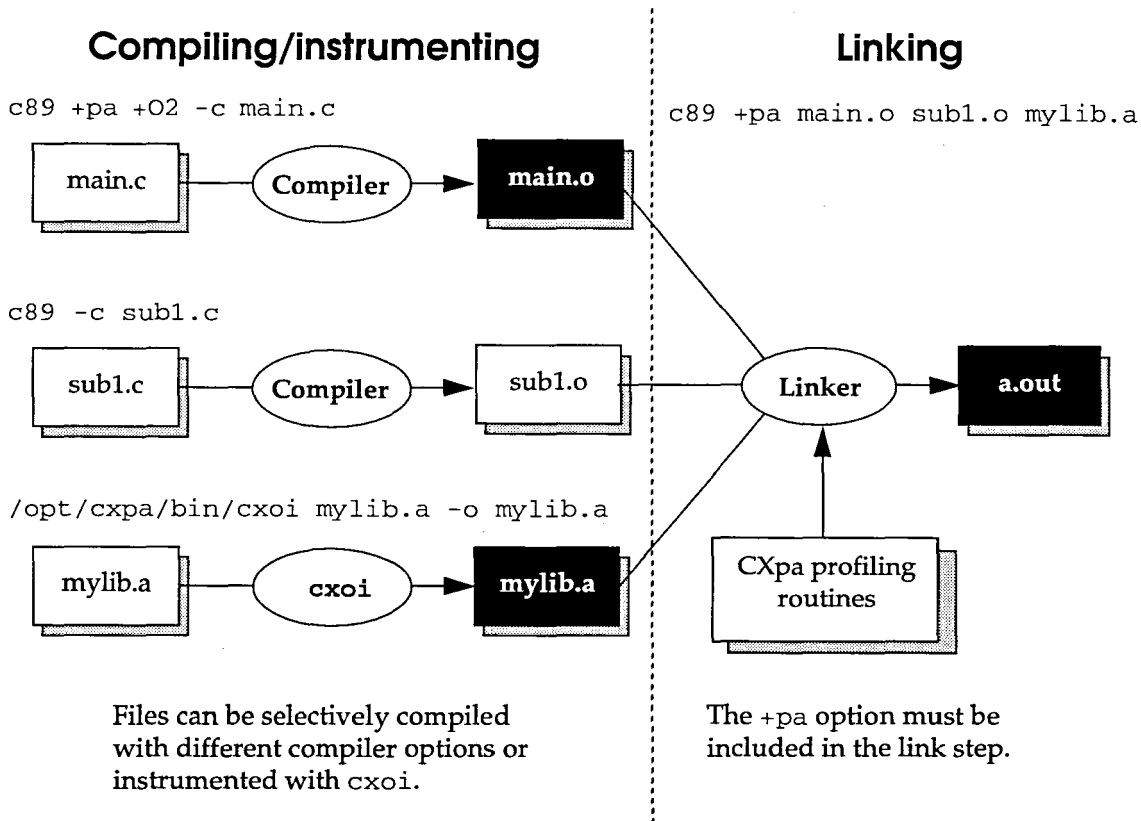 Compiling/instrumenting
Linking
c89 +pa +O2 -c main.c
c89 +pa main.o sub1.o mylib.a
main.c
Compiler
main.o
c89 -c sub1.c
sub1.c
Compiler
sub1.o
Linker
a.out
/opt/cxpa/bin/cxoi mylib.a -o mylib.a
mylib.a
cxoi
mylib.a
CXpa profiling
routines
Files can be selectively compiled
with different compiler options or
instrumented with cxoi.
The +pa option must be
included in the link step.